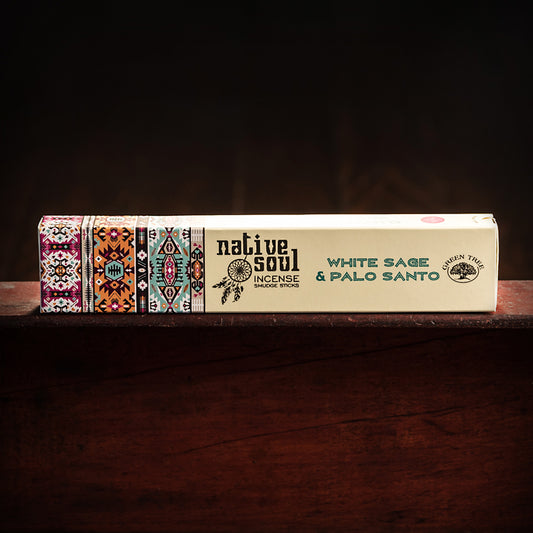 native
soul
INCENSE
SMUDGE STICKS
WHITE SAGE
& PALO SANTO
GREEN TREE